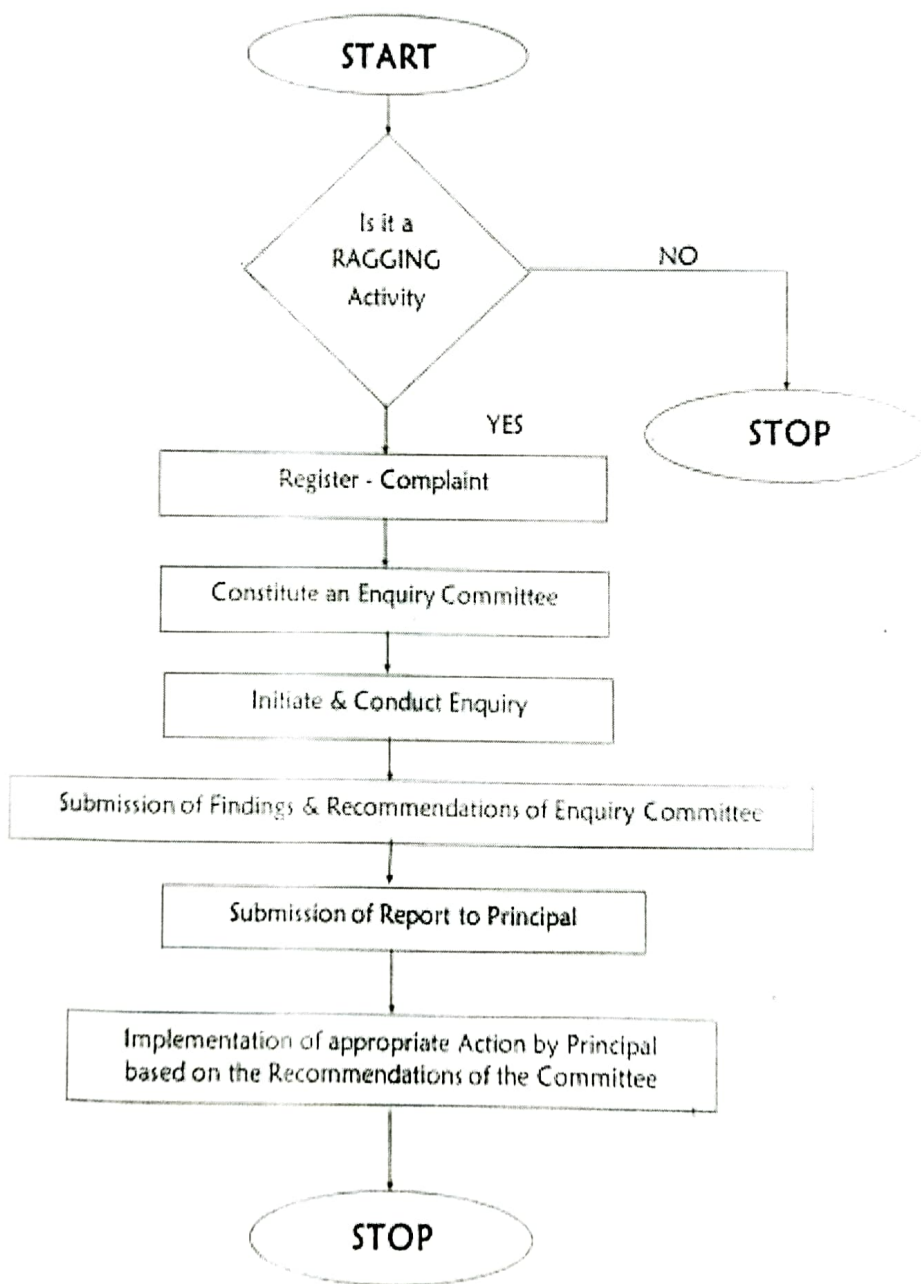 START
Is it a
RAGGING
Activity
NO
STOP
YES
Register - Complaint
Constitute an Enquiry Committee
Initiate & Conduct Enquiry
Submission of Findings & Recommendations of Enquiry Committee
Submission of Report to Principal
Implementation of appropriate Action by Principal
based on the Recommendations of the Committee
STOP